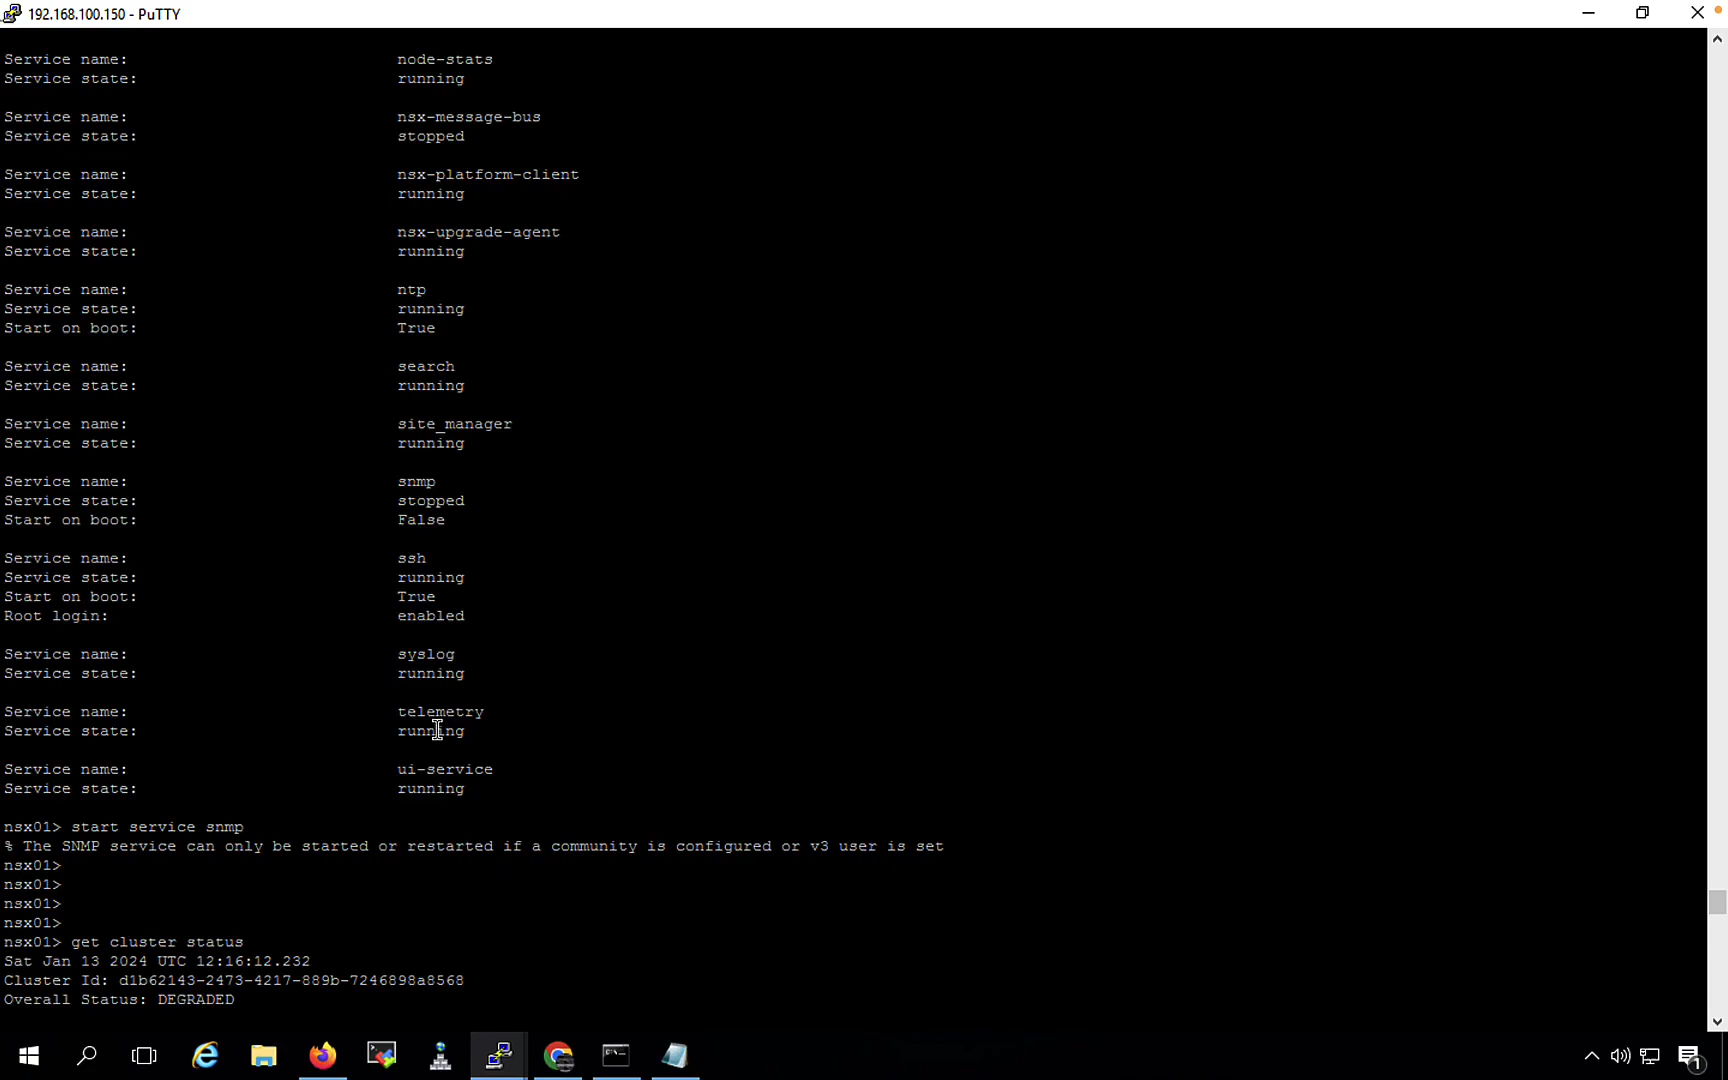 192.168.100.150 - PuTTY
Service name: node-stats
Service state: running
Service name: nsx-message-bus
Service state: stopped
Service name: nsx-platform-client
Service state: running
Service name: nsx-upgrade-agent
Service state: running
Service name: ntp
Service state: running
Start on boot: True
Service name: search
Service state: running
Service name: site_manager
Service state: running
Service name: snmp
Service state: stopped
Start on boot: False
Service name: ssh
Service state: running
Start on boot: True
Root login: enabled
Service name: syslog
Service state: running
Service name: telemetry
Service state: running
Service name: ui-service
Service state: running
nsx01> start service snmp
% The SNMP service can only be started or restarted if a community is configured or v3 user is set
nsx01>
nsx01>
nsx01>
nsx01>
nsx01> get cluster status
Sat Jan 13 2024 UTC 12:16:12.232
Cluster Id: d1b62143-2473-4217-889b-7246898a8568
Overall Status: DEGRADED
1